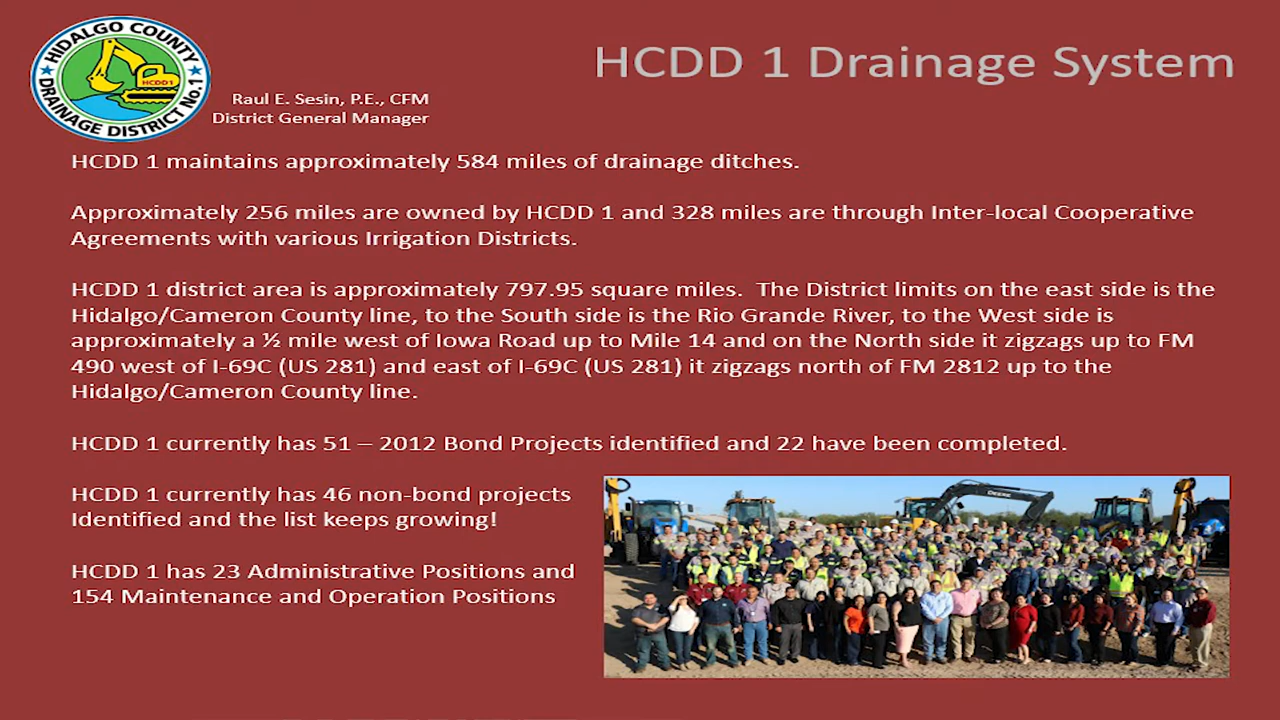 HIDALGO COUNTY
HCDD1
DRAINAGE DISTRICT No.1
HCDD 1 Drainage System
Raul E. Sesin, P.E., CFM
District General Manager
HCDD 1 maintains approximately 584 miles of drainage ditches.
Approximately 256 miles are owned by HCDD 1 and 328 miles are through Inter-local Cooperative
Agreements with various Irrigation Districts.
HCDD 1 district area is approximately 797.95 square miles.  The District limits on the east side is the
Hidalgo/Cameron County line, to the South side is the Rio Grande River, to the West side is
approximately a ½ mile west of Iowa Road up to Mile 14 and on the North side it zigzags up to FM
490 west of I-69C (US 281) and east of I-69C (US 281) it zigzags north of FM 2812 up to the
Hidalgo/Cameron County line.
HCDD 1 currently has 51 – 2012 Bond Projects identified and 22 have been completed.
HCDD 1 currently has 46 non-bond projects
Identified and the list keeps growing!
HCDD 1 has 23 Administrative Positions and
154 Maintenance and Operation Positions
DEERE